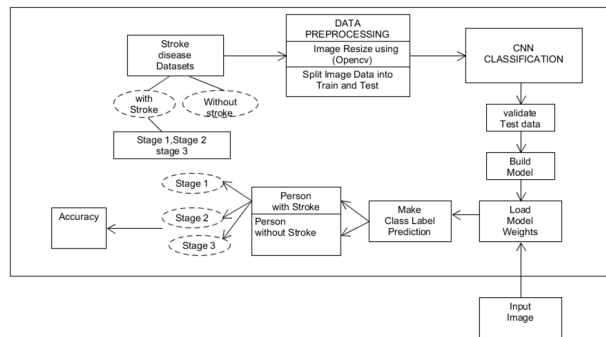 Stroke
disease
Datasets
DATA
PREPROCESSING
Image Resize using
(Opencv)
Split Image Data into
Train and Test
CNN
CLASSIFICATION
with
Stroke
Without
stroke
Stage 1,Stage 2
stage 3
validate
Test data
Build
Model
Load
Model
Weights
Make
Class Label
Prediction
Person
with Stroke
Person
without Stroke
Stage 1
Stage 2
Stage 3
Accuracy
Input
Image